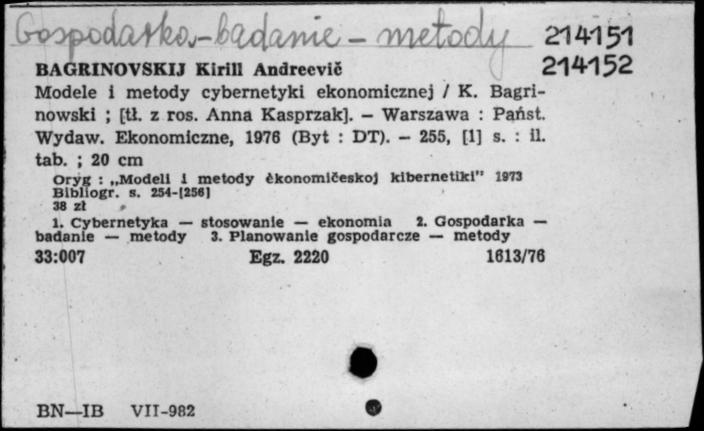 Gospodarka - badanie - metody 214151
BAGRINOVSKIJ Kirill Andreevič 214152
Modele i metody cybernetyki ekonomicznej / K. Bagri-
nowski ; [tł. z ros. Anna Kasprzak]. — Warszawa : Państ.
Wydaw. Ekonomiczne, 1976 (Byt : DT). — 255, [1] s. : il.
tab. ; 20 cm
Oryg : „Modeli i metody èkonomičeskoj kibernetiki" 1973
Bibliogr. s. 254-[256]
38 zł
1. Cybernetyka — stosowanie — ekonomia 2. Gospodarka —
badanie — metody 3. Planowanie gospodarcze — metody
33:007 Egz. 2220 1613/76
BN—IB VII-982